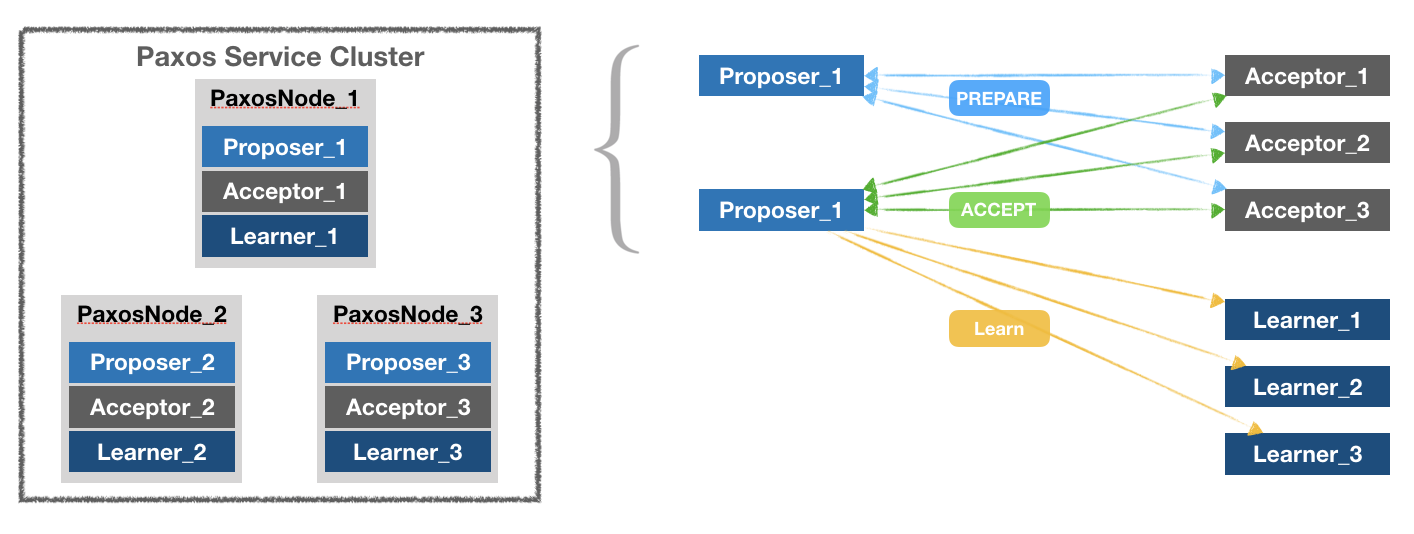 Paxos Service Cluster
PaxosNode_1
Proposer_1
Acceptor_1
Learner_1
PaxosNode_2
Proposer_2
Acceptor_2
Learner_2
PaxosNode_3
Proposer_3
Acceptor_3
Learner_3
Proposer_1
PREPARE
Acceptor_1
Acceptor_2
Proposer_1
ACCEPT
Acceptor_3
Learn
Learner_1
Learner_2
Learner_3